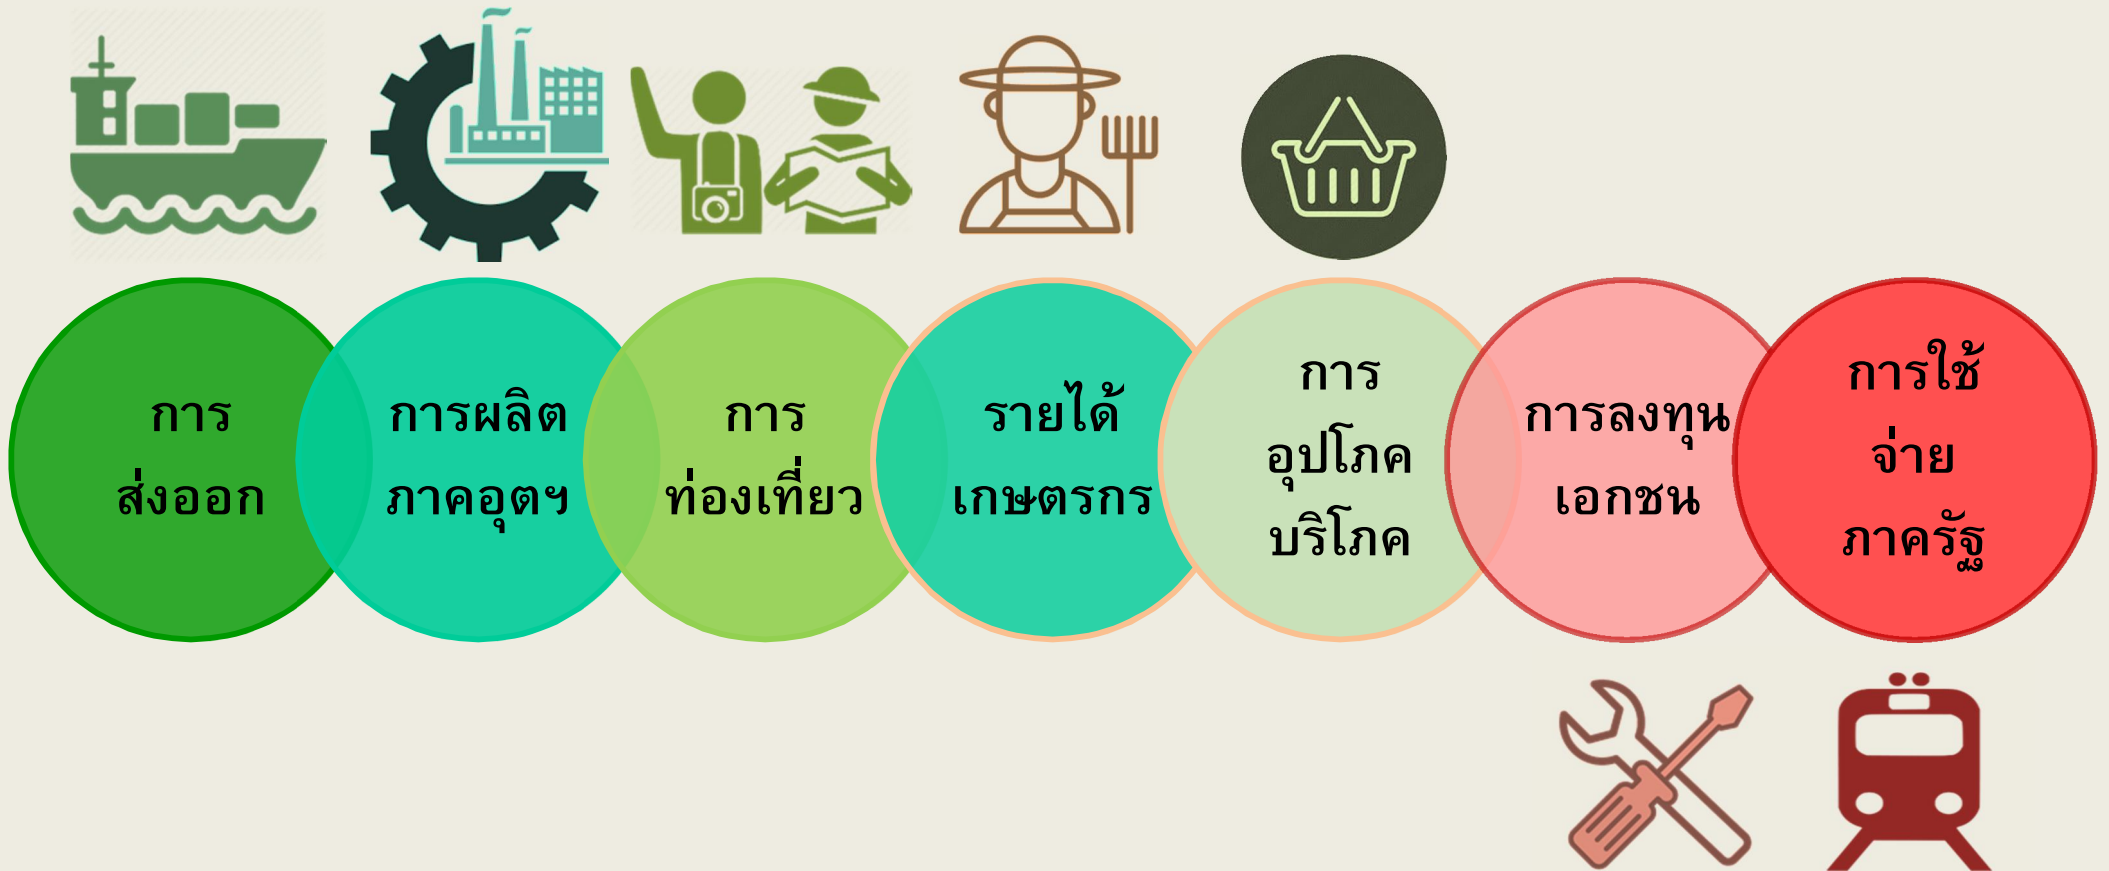 การ
ส่งออก
การผลิต
ภาคอุตฯ
การ
ท่องเที่ยว
รายได้
เกษตรกร
การ
อุปโภค
บริโภค
การลงทุน
เอกชน
การใช้
จ่าย
ภาครัฐ